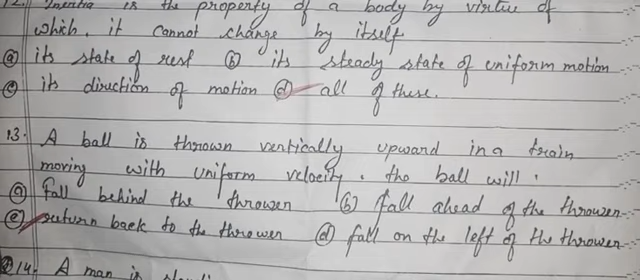 12. Inertia is the property of a body by virtue of
which, it cannot change by itself
(a) its state of rest (b) its steady state of uniform motion
(c) its direction of motion (d) all of these.
13. A ball is thrown vertically upward in a train
moving with uniform velocity. the ball will.
(a) fall behind the thrower (b) fall ahead of the thrower
(c) return back to the thrower (d) fall on the left of the thrower
14. A man is